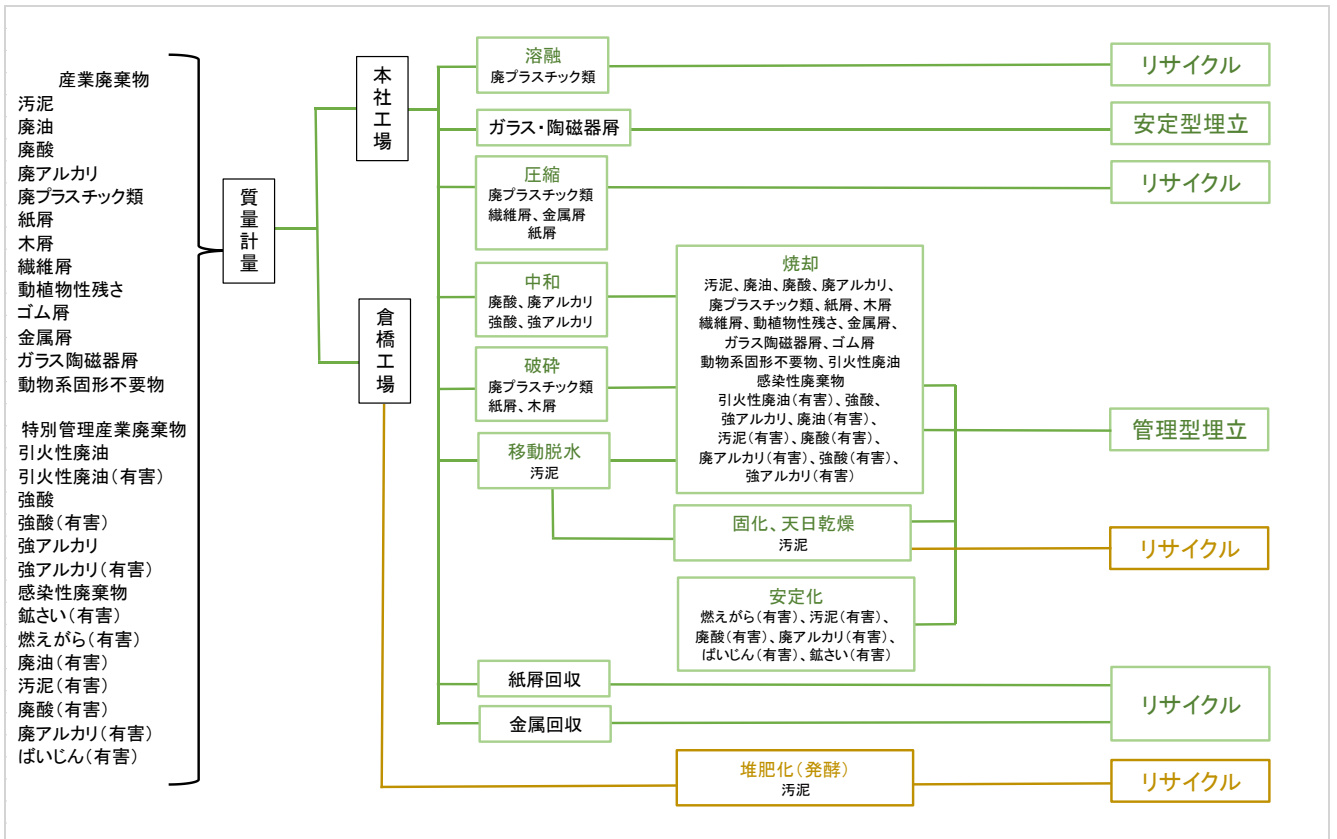 産業廃棄物
汚泥
廃油
廃酸
廃アルカリ
廃プラスチック類
紙屑
木屑
繊維屑
動植物性残さ
ゴム屑
金属屑
ガラス陶磁器屑
動物系固形不要物
特別管理産業廃棄物
引火性廃油
引火性廃油(有害)
強酸
強酸(有害)
強アルカリ
強アルカリ(有害)
感染性廃棄物
鉱さい(有害)
燃えがら(有害)
廃油(有害)
汚泥(有害)
廃酸(有害)
廃アルカリ(有害)
ばいじん(有害)
質量計量
本社工場
倉橋工場
溶融
廃プラスチック類
リサイクル
ガラス・陶磁器屑
安定型埋立
圧縮
廃プラスチック類
繊維屑、金属屑
紙屑
リサイクル
中和
廃酸、廃アルカリ
強酸、強アルカリ
破砕
廃プラスチック類
紙屑、木屑
移動脱水
汚泥
焼却
汚泥、廃油、廃酸、廃アルカリ、
廃プラスチック類、紙屑、木屑
繊維屑、動植物性残さ、金属屑、
ガラス陶磁器屑、ゴム屑
動物系固形不要物、引火性廃油
感染性廃棄物
引火性廃油(有害)、強酸、
強アルカリ、廃油(有害)、
汚泥(有害)、廃酸(有害)、
廃アルカリ(有害)、強酸(有害)、
強アルカリ(有害)
管理型埋立
固化、天日乾燥
汚泥
リサイクル
安定化
燃えがら(有害)、汚泥(有害)、
廃酸(有害)、廃アルカリ(有害)、
ばいじん(有害)、鉱さい(有害)
紙屑回収
金属回収
リサイクル
堆肥化(発酵)
汚泥
リサイクル